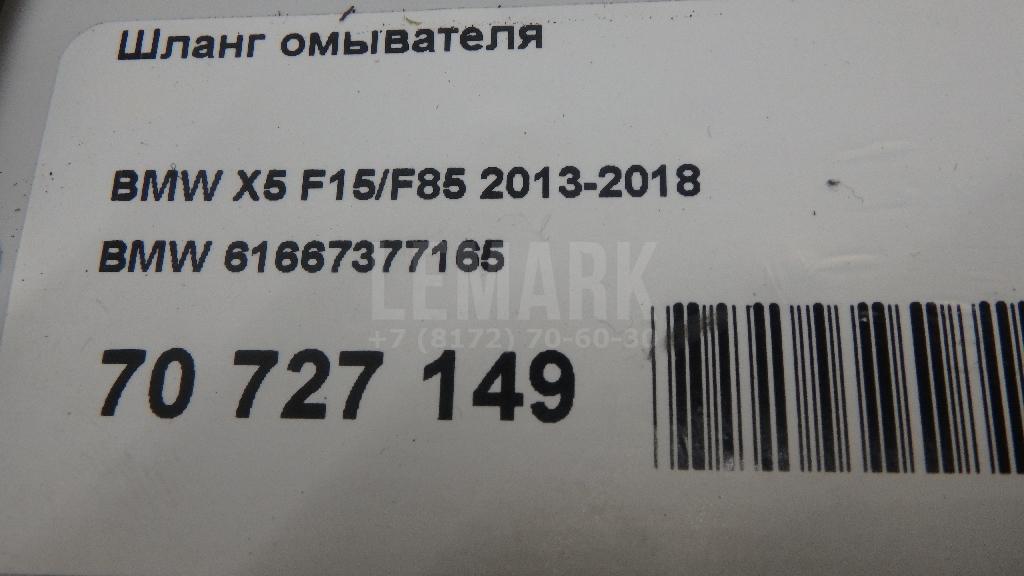 Шланг омывателя
BMW X5 F15/F85 2013-2018
BMW 61667377165
LEMARK
+7 (8172) 70-60-30
70 727 149